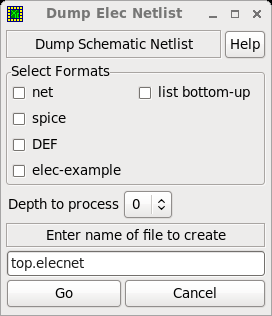 Dump Elec Netlist
Dump Schematic Netlist Help
Select Formats
net list bottom-up
spice
DEF
elec-example
Depth to process 0
Enter name of file to create
top.elecnet
Go Cancel